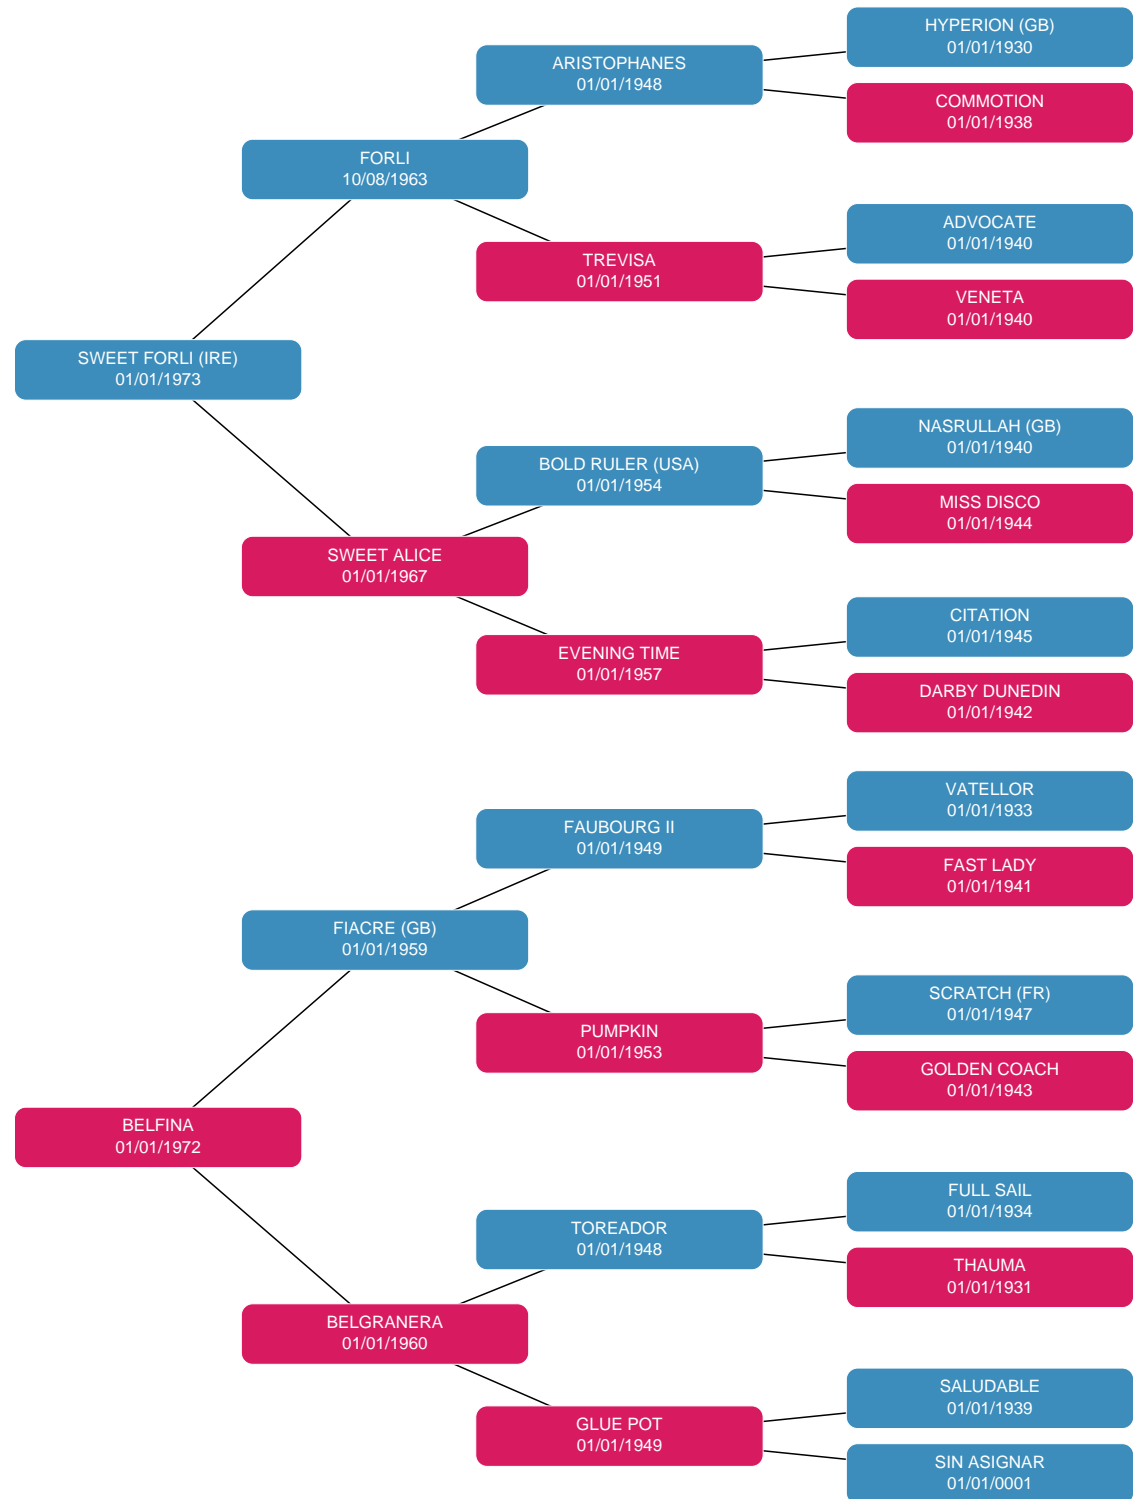 HYPERION (GB)
01/01/1930
ARISTOPHANES
01/01/1948
COMMOTION
01/01/1938
FORLI
10/08/1963
ADVOCATE
01/01/1940
TREVISA
01/01/1951
VENETA
01/01/1940
SWEET FORLI (IRE)
01/01/1973
NASRULLAH (GB)
01/01/1940
BOLD RULER (USA)
01/01/1954
MISS DISCO
01/01/1944
SWEET ALICE
01/01/1967
CITATION
01/01/1945
EVENING TIME
01/01/1957
DARBY DUNEDIN
01/01/1942
VATELLOR
01/01/1933
FAUBOURG II
01/01/1949
FAST LADY
01/01/1941
FIACRE (GB)
01/01/1959
SCRATCH (FR)
01/01/1947
PUMPKIN
01/01/1953
GOLDEN COACH
01/01/1943
BELFINA
01/01/1972
FULL SAIL
01/01/1934
TOREADOR
01/01/1948
THAUMA
01/01/1931
BELGRANERA
01/01/1960
SALUDABLE
01/01/1939
GLUE POT
01/01/1949
SIN ASIGNAR
01/01/0001